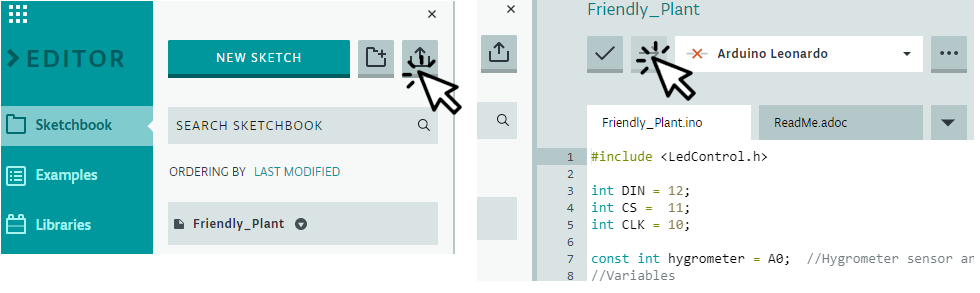 EDITOR
NEW SKETCH
Sketchbook
SEARCH SKETCHBOOK
ORDERING BY LAST MODIFIED
Examples
Friendly_Plant
Libraries
Friendly_Plant
Arduino Leonardo
Friendly_Plant.ino
ReadMe.adoc
1 #include <LedControl.h>
2
3 int DIN = 12;
4 int CS =  11;
5 int CLK = 10;
6
7 const int hygrometer = A0;  //Hygrometer sensor an
8 //Variables